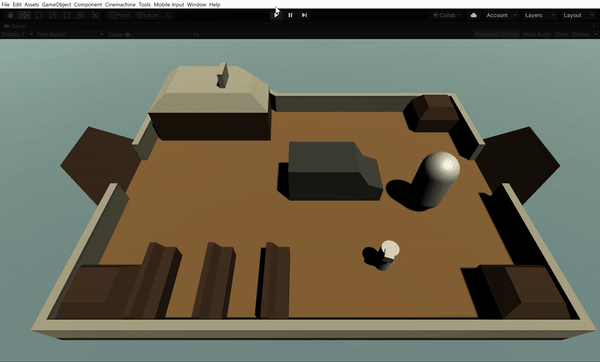 File Edit Assets GameObject Component Cinemachine Tools Mobile Input Window Help
Collab Account Layers Layout
Game
Display 1 Free Aspect Scale 1x Maximize On Play Mute Audio Stats Gizmos